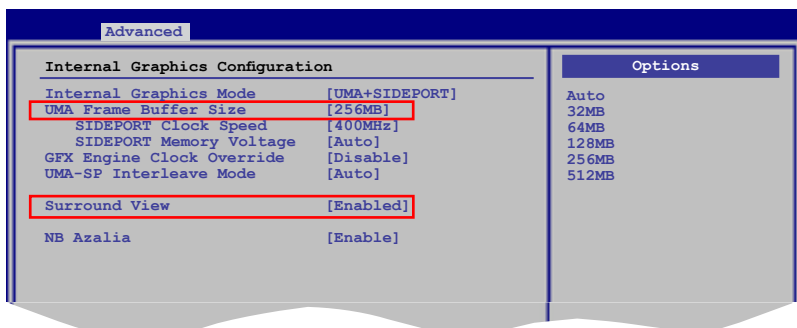 Advanced
Internal Graphics Configuration
Internal Graphics Mode [UMA+SIDEPORT]
UMA Frame Buffer Size [256MB]
SIDEPORT Clock Speed [400MHz]
SIDEPORT Memory Voltage [Auto]
GFX Engine Clock Override [Disable]
UMA-SP Interleave Mode [Auto]
Surround View [Enabled]
NB Azalia [Enable]
Options
Auto
32MB
64MB
128MB
256MB
512MB